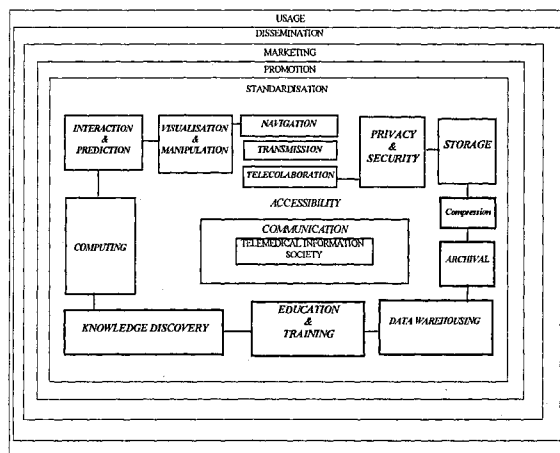 USAGE
DISSEMINATION
MARKETING
PROMOTION
STANDARDISATION
INTERACTION
&
PREDICTION
VISUALISATION
&
MANIPULATION
NAVIGATION
TRANSMISSION
TELECOLABORATION
PRIVACY
&
SECURITY
STORAGE
ACCESSIBILITY
Compression
COMPUTING
COMMUNICATION
TELEMEDICAL INFORMATION
SOCIETY
ARCHIVAL
KNOWLEDGE DISCOVERY
EDUCATION
&
TRAINING
DATA WAREHOUSING